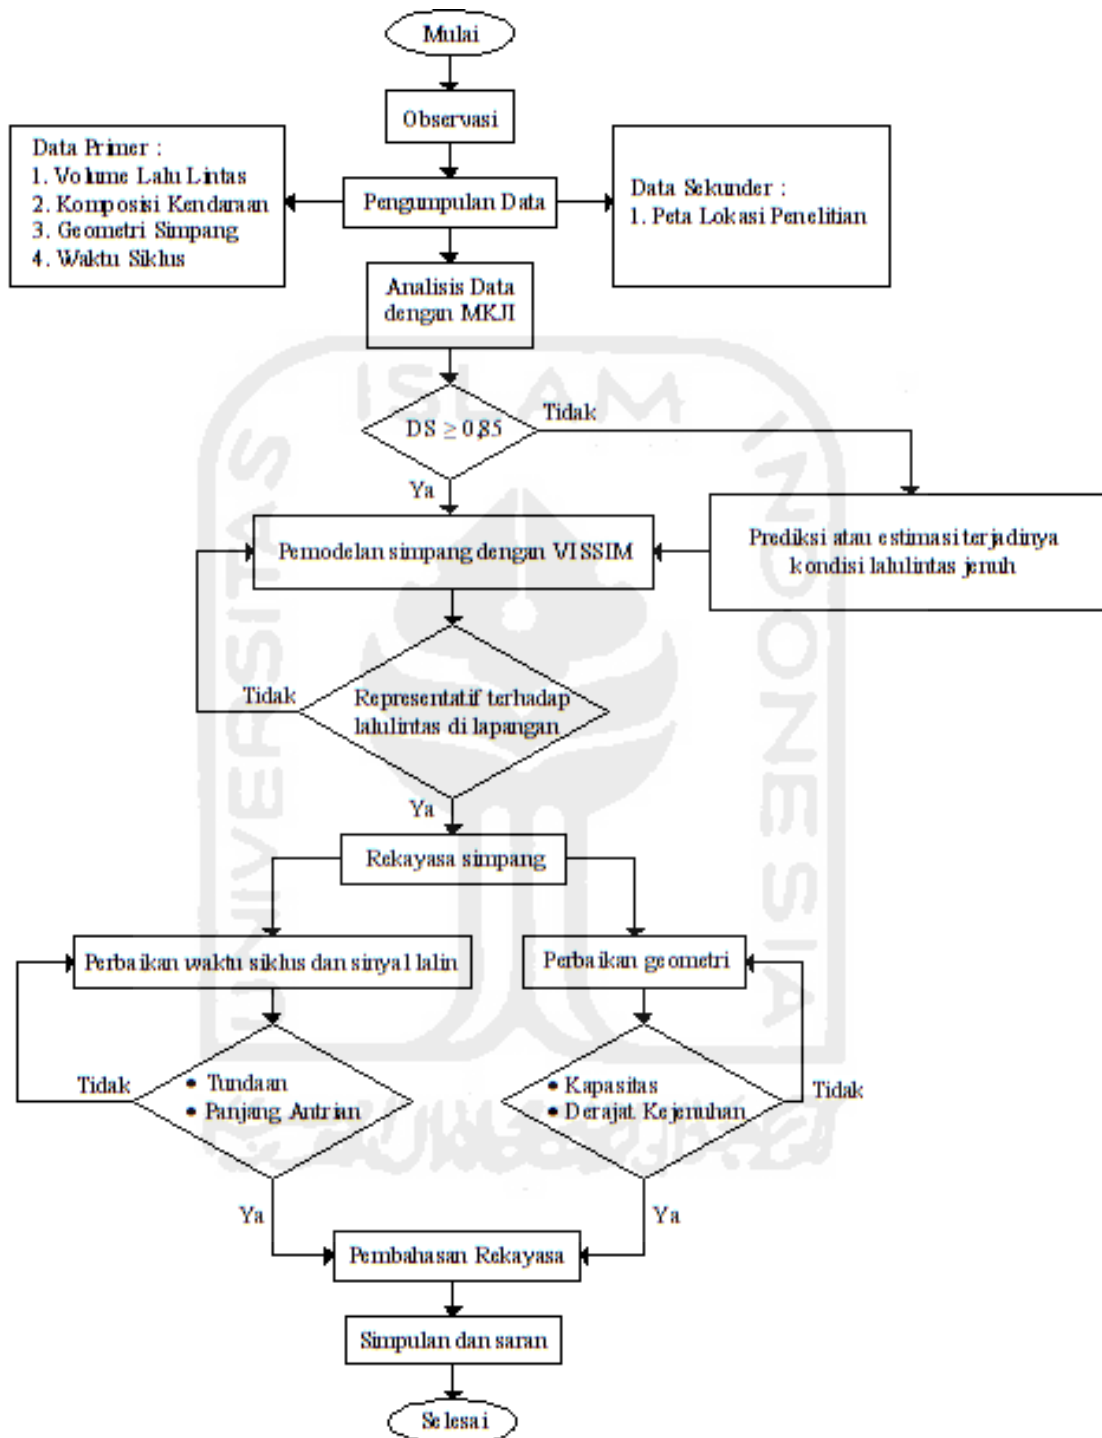 Mulai
Observasi
Data Primer :
1. Volume Lalu Lintas
2. Komposisi Kendaraan
3. Geometri Simpang
4. Waktu Siklus
Pengumpulan Data
Data Sekunder :
1. Peta Lokasi Penelitian
Analisis Data
dengan MKJI
DS ≥ 0,85
Tidak
Ya
Pemodelan simpang dengan VISSIM
Prediksi atau estimasi terjadinya
kondisi lalulintas jenuh
Tidak
Representatif terhadap
lalulintas di lapangan
Ya
Rekayasa simpang
Perbaikan waktu siklus dan sinyal lalin
Perbaikan geometri
Tidak
• Tundaan
• Panjang Antrian
• Kapasitas
• Derajat Kejenuhan
Tidak
Ya
Ya
Pembahasan Rekayasa
Simpulan dan saran
Selesai
UNIVERSITAS
ISLAM
INDONESIA